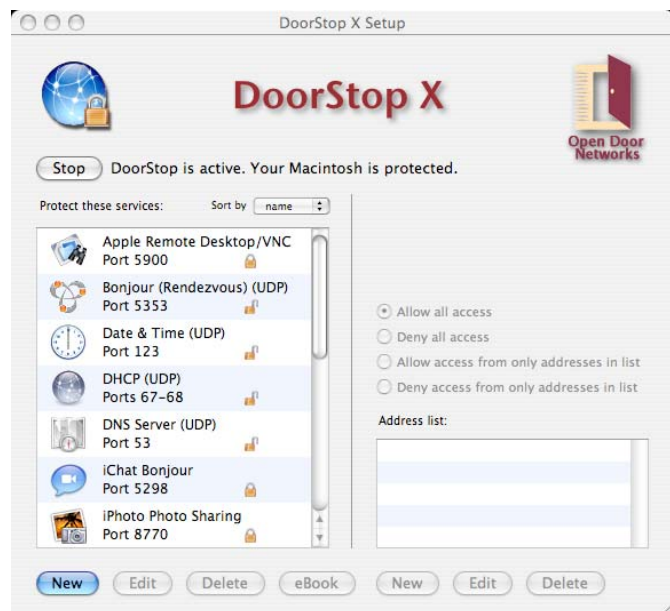 DoorStop X Setup
DoorStop X
Open Door
Networks
Stop
DoorStop is active. Your Macintosh is protected.
Protect these services:
Sort by
name
Apple Remote Desktop/VNC
Port 5900
Bonjour (Rendezvous) (UDP)
Port 5353
Date & Time (UDP)
Port 123
DHCP (UDP)
Ports 67-68
DNS Server (UDP)
Port 53
iChat Bonjour
Port 5298
iPhoto Photo Sharing
Port 8770
Allow all access
Deny all access
Allow access from only addresses in list
Deny access from only addresses in list
Address list:
New
Edit
Delete
eBook
New
Edit
Delete